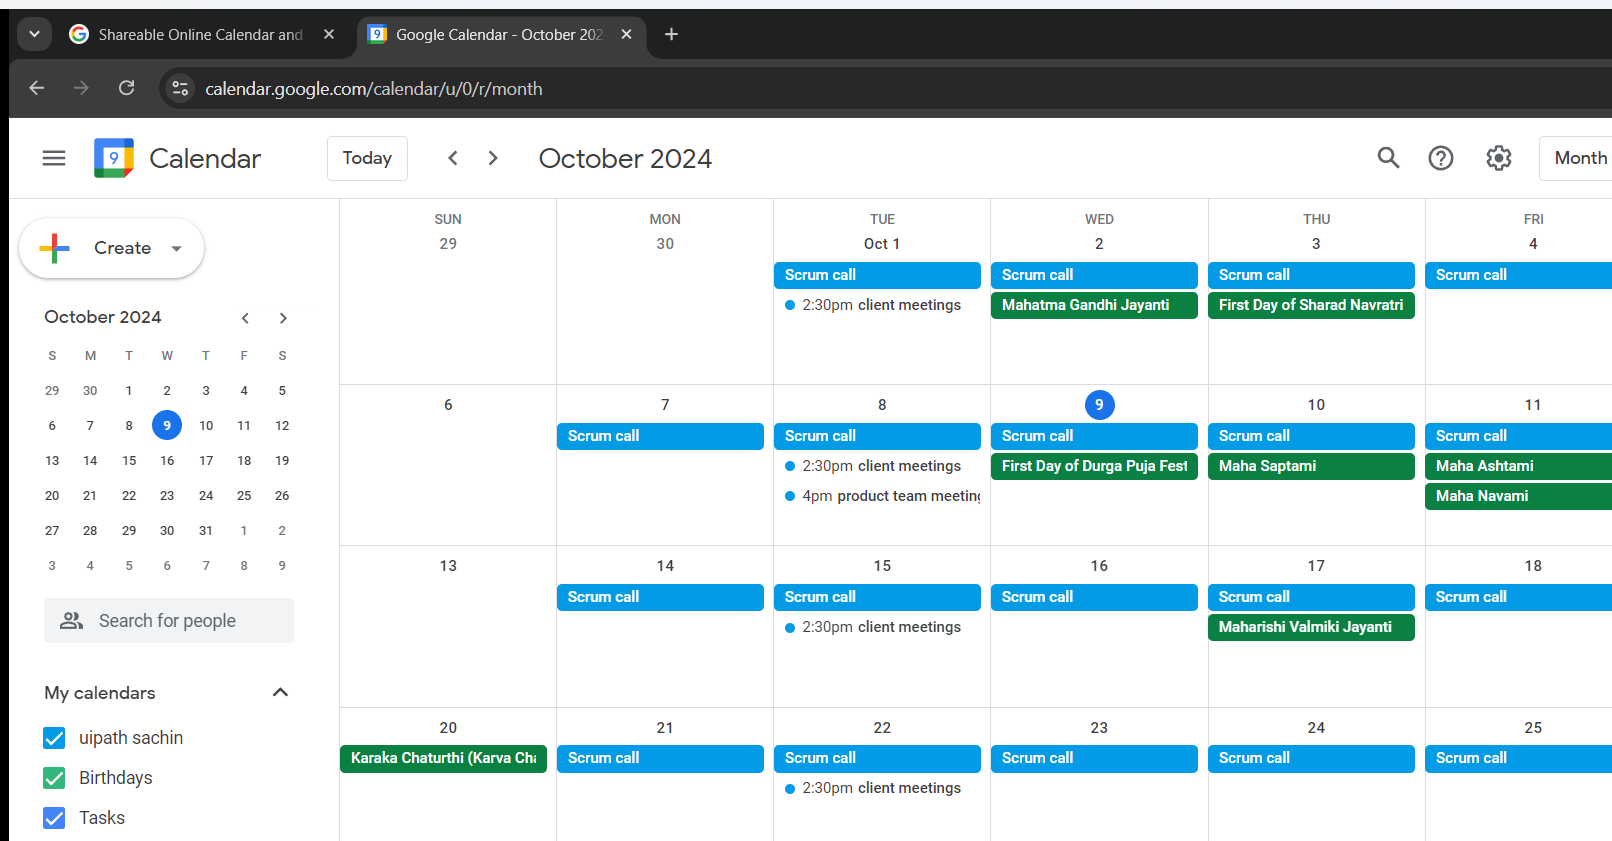 Shareable Online Calendar and
Google Calendar - October 202
calendar.google.com/calendar/u/0/r/month
9 Calendar
Today
October 2024
Month
Create
October 2024
S M T W T F S
29 30 1 2 3 4 5
6 7 8 9 10 11 12
13 14 15 16 17 18 19
20 21 22 23 24 25 26
27 28 29 30 31 1 2
3 4 5 6 7 8 9
Search for people
My calendars
uipath sachin
Birthdays
Tasks
SUN MON TUE WED THU FRI
29 30 Oct 1 2 3 4
Scrum call Scrum call Scrum call Scrum call
2:30pm client meetings Mahatma Gandhi Jayanti First Day of Sharad Navratri
6 7 8 9 10 11
Scrum call Scrum call Scrum call Scrum call Scrum call
2:30pm client meetings First Day of Durga Puja Fest Maha Saptami Maha Ashtami
4pm product team meeting Maha Navami
13 14 15 16 17 18
Scrum call Scrum call Scrum call Scrum call Scrum call
2:30pm client meetings Maharishi Valmiki Jayanti
20 21 22 23 24 25
Karaka Chaturthi (Karva Cha Scrum call Scrum call Scrum call Scrum call Scrum call
2:30pm client meetings